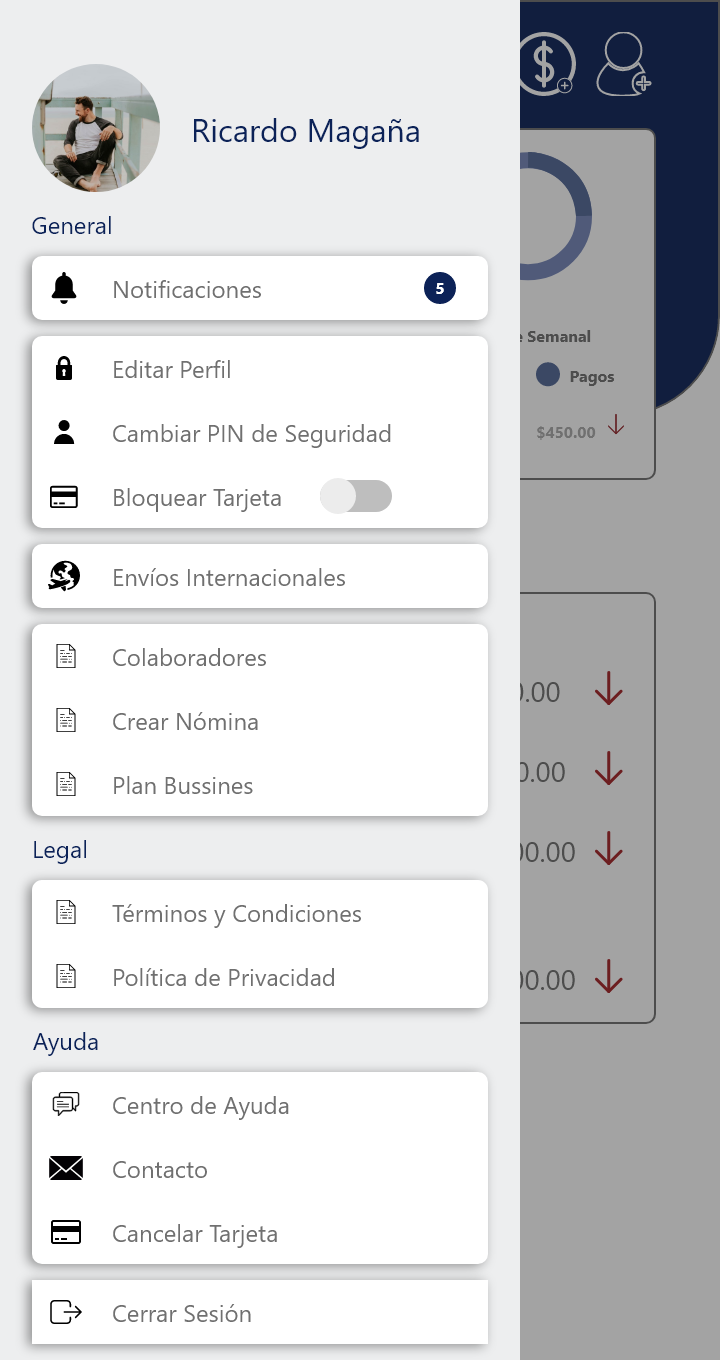 Ricardo Magaña
General
Notificaciones 5
Editar Perfil
Cambiar PIN de Seguridad
Bloquear Tarjeta
Envíos Internacionales
Colaboradores
Crear Nómina
Plan Bussines
Legal
Términos y Condiciones
Política de Privacidad
Ayuda
Centro de Ayuda
Contacto
Cancelar Tarjeta
Cerrar Sesión
$
Semanal
Pagos
$450.00
.00
0.00
00.00
00.00